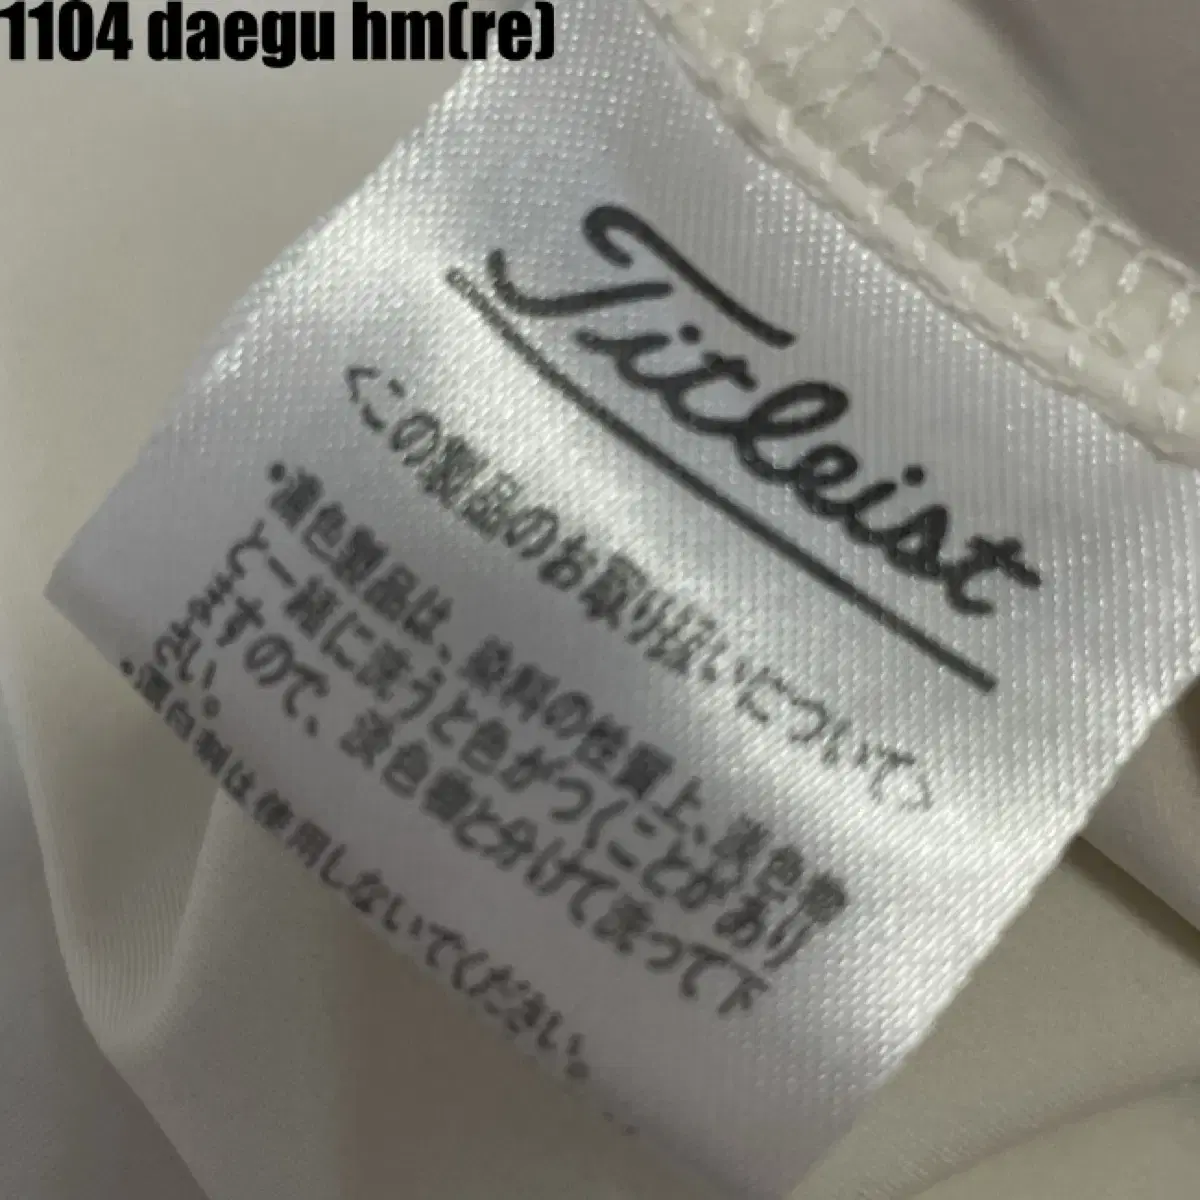 1104 daegu hm(re)
Titleist
＜この製品のお取り扱いについて＞
・濃色製品は、染料の性質上、淡色物
と一緒に洗うと色がつくことがあり
ますので、淡色物と分けて洗って下
さい。
・漂白剤は使用しないでください。